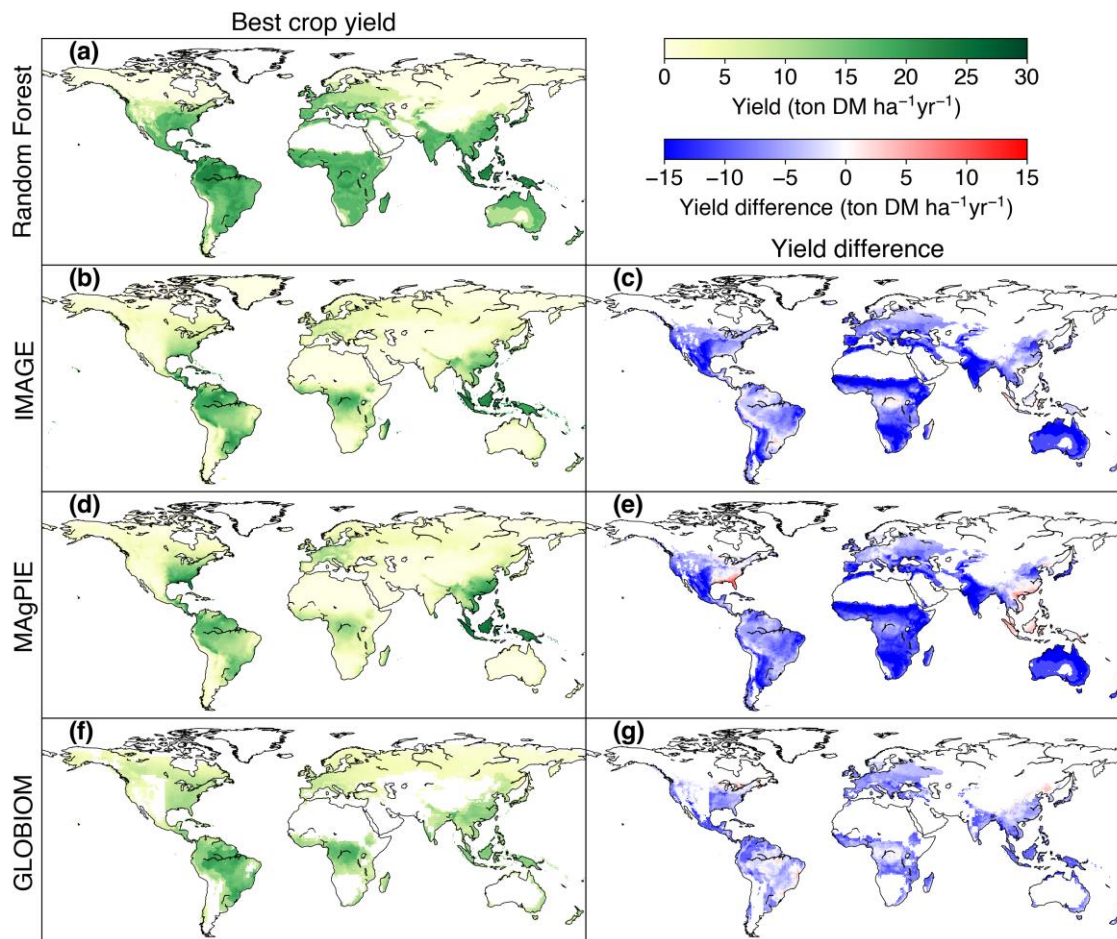 Best crop yield
(a)
Random Forest
0 5 10 15 20 25 30
Yield (ton DM ha⁻¹yr⁻¹)
−15 −10 −5 0 5 10 15
Yield difference (ton DM ha⁻¹yr⁻¹)
Yield difference
(b)
(c)
IMAGE
(d)
(e)
MAgPIE
(f)
(g)
GLOBIOM